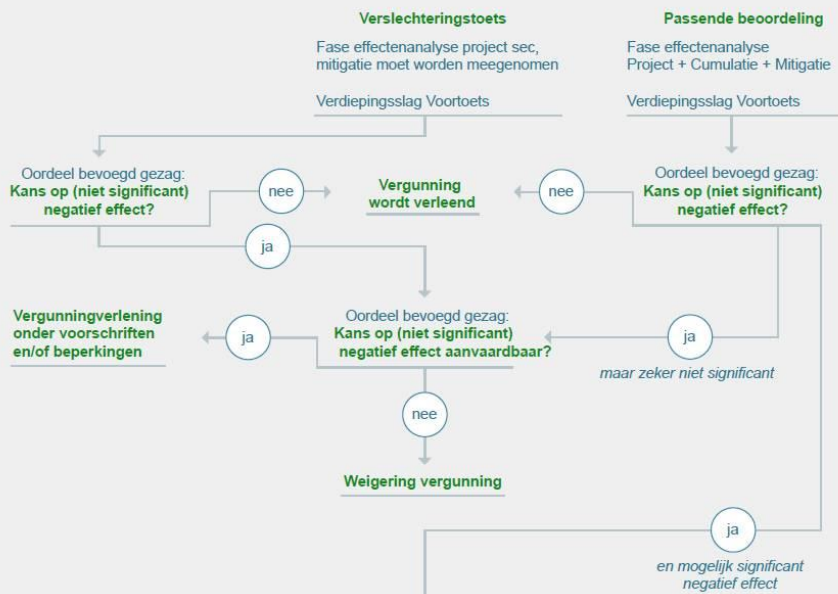 Verslechteringstoets
Fase effectenanalyse project sec,
mitigatie moet worden meegenomen
Verdiepingsslag Voortoets
Passende beoordeling
Fase effectenanalyse
Project + Cumulatie + Mitigatie
Verdiepingsslag Voortoets
Oordeel bevoegd gezag:
Kans op (niet significant)
negatief effect?
nee
Vergunning
wordt verleend
nee
Oordeel bevoegd gezag:
Kans op (niet significant)
negatief effect?
ja
Vergunningverlening
onder voorschriften
en/of beperkingen
ja
Oordeel bevoegd gezag:
Kans op (niet significant)
negatief effect aanvaardbaar?
ja
maar zeker niet significant
nee
Weigering vergunning
ja
en mogelijk significant
negatief effect